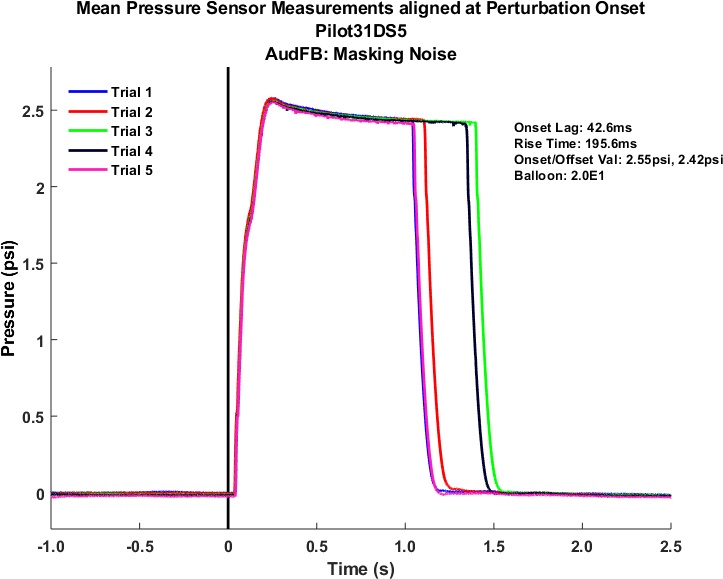 Mean Pressure Sensor Measurements aligned at Perturbation Onset
Pilot31DS5
AudFB: Masking Noise
Trial 1
Trial 2
Trial 3
Trial 4
Trial 5
Onset Lag: 42.6ms
Rise Time: 195.6ms
Onset/Offset Val: 2.55psi, 2.42psi
Balloon: 2.0E1
Pressure (psi)
2.5
2
1.5
1
0.5
0
-1.0 -0.5 0 0.5 1.0 1.5 2.0 2.5
Time (s)